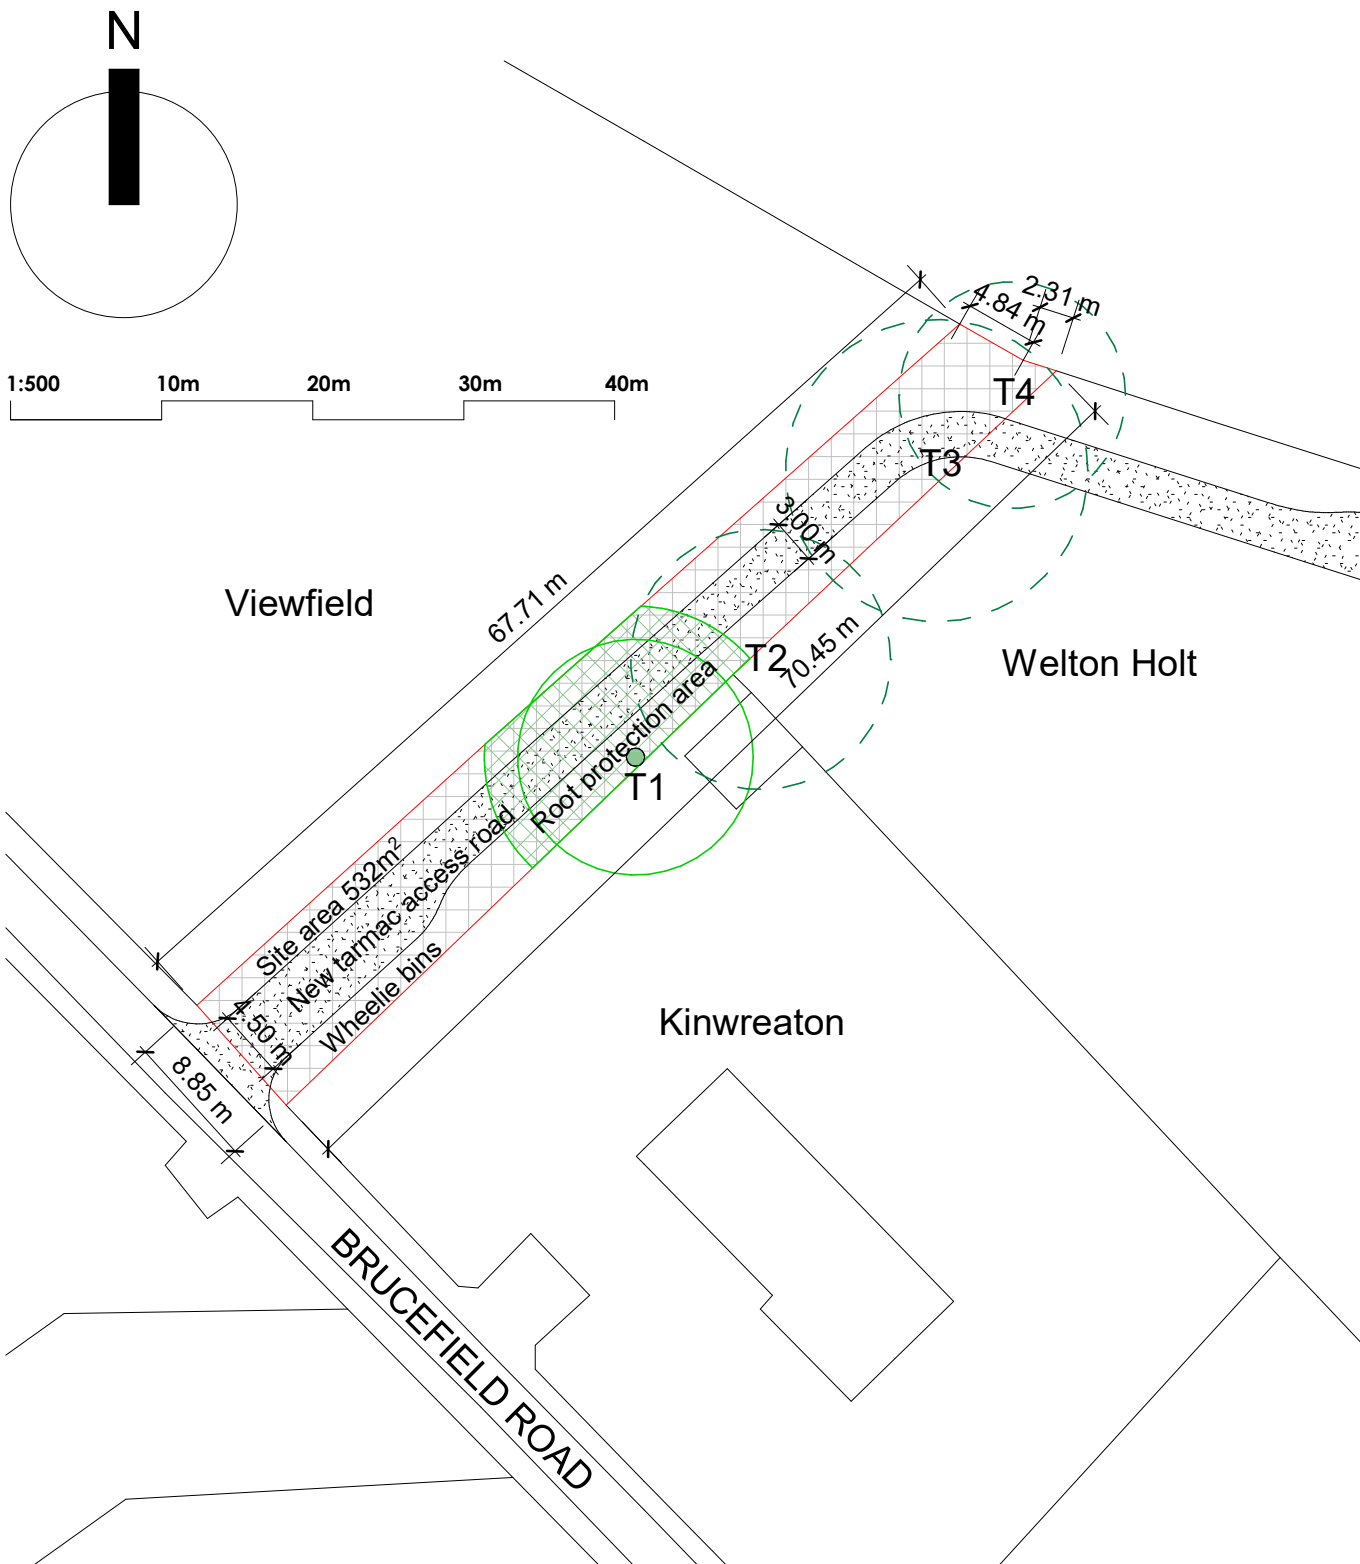 N
1:500 10m 20m 30m 40m
2.31 m
4.84 m
T4
T3
3.00 m
67.71 m
Viewfield
T2
70.45 m
Welton Holt
Root protection area
T1
Site area 532m²
New tarmac access road
Wheelie bins
4.50 m
8.85 m
Kinwreaton
BRUCEFIELD ROAD